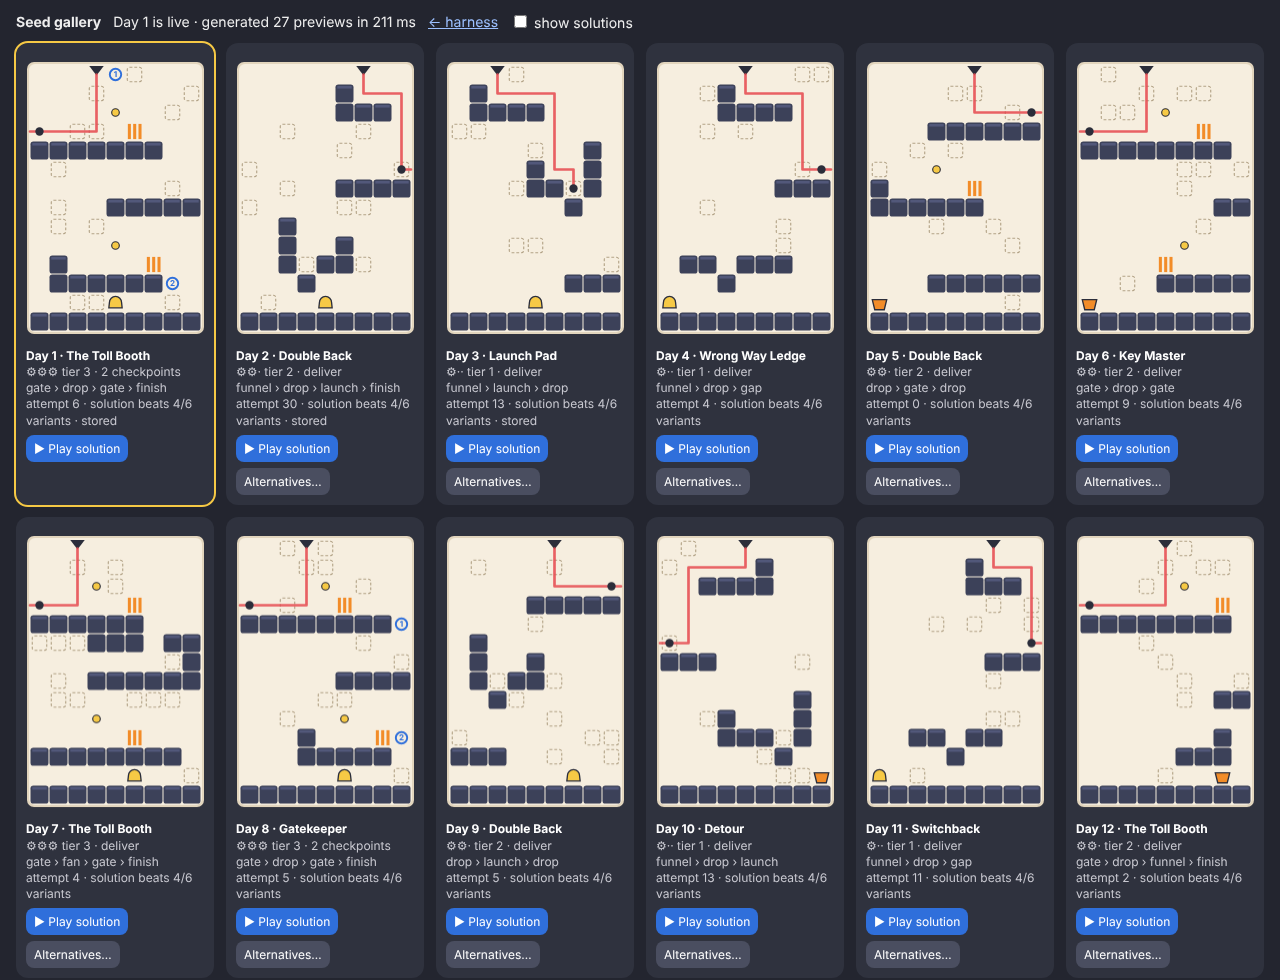 Seed gallery Day 1 is live · generated 27 previews in 211 ms ← harness show solutions
1
2
Day 1 · The Toll Booth
⚙⚙⚙ tier 3 · 2 checkpoints
gate › drop › gate › finish
attempt 6 · solution beats 4/6
variants · stored
▶ Play solution
Day 2 · Double Back
⚙⚙· tier 2 · deliver
funnel › drop › launch › finish
attempt 30 · solution beats 4/6
variants · stored
▶ Play solution
Alternatives...
Day 3 · Launch Pad
⚙·· tier 1 · deliver
funnel › launch › drop
attempt 13 · solution beats 4/6
variants · stored
▶ Play solution
Alternatives...
Day 4 · Wrong Way Ledge
⚙·· tier 1 · deliver
funnel › drop › gap
attempt 4 · solution beats 4/6
variants
▶ Play solution
Alternatives...
Day 5 · Double Back
⚙⚙· tier 2 · deliver
drop › gate › drop
attempt 0 · solution beats 4/6
variants
▶ Play solution
Alternatives...
Day 6 · Key Master
⚙⚙· tier 2 · deliver
gate › drop › gate
attempt 9 · solution beats 4/6
variants
▶ Play solution
Alternatives...
Day 7 · The Toll Booth
⚙⚙⚙ tier 3 · deliver
gate › fan › gate › finish
attempt 4 · solution beats 4/6
variants
▶ Play solution
Alternatives...
1
2
Day 8 · Gatekeeper
⚙⚙⚙ tier 3 · 2 checkpoints
gate › drop › gate › finish
attempt 5 · solution beats 4/6
variants
▶ Play solution
Alternatives...
Day 9 · Double Back
⚙⚙· tier 2 · deliver
drop › launch › drop
attempt 5 · solution beats 4/6
variants
▶ Play solution
Alternatives...
Day 10 · Detour
⚙·· tier 1 · deliver
funnel › drop › launch
attempt 13 · solution beats 4/6
variants
▶ Play solution
Alternatives...
Day 11 · Switchback
⚙·· tier 1 · deliver
funnel › drop › gap
attempt 11 · solution beats 4/6
variants
▶ Play solution
Alternatives...
Day 12 · The Toll Booth
⚙⚙· tier 2 · deliver
gate › drop › funnel › finish
attempt 2 · solution beats 4/6
variants
▶ Play solution
Alternatives...